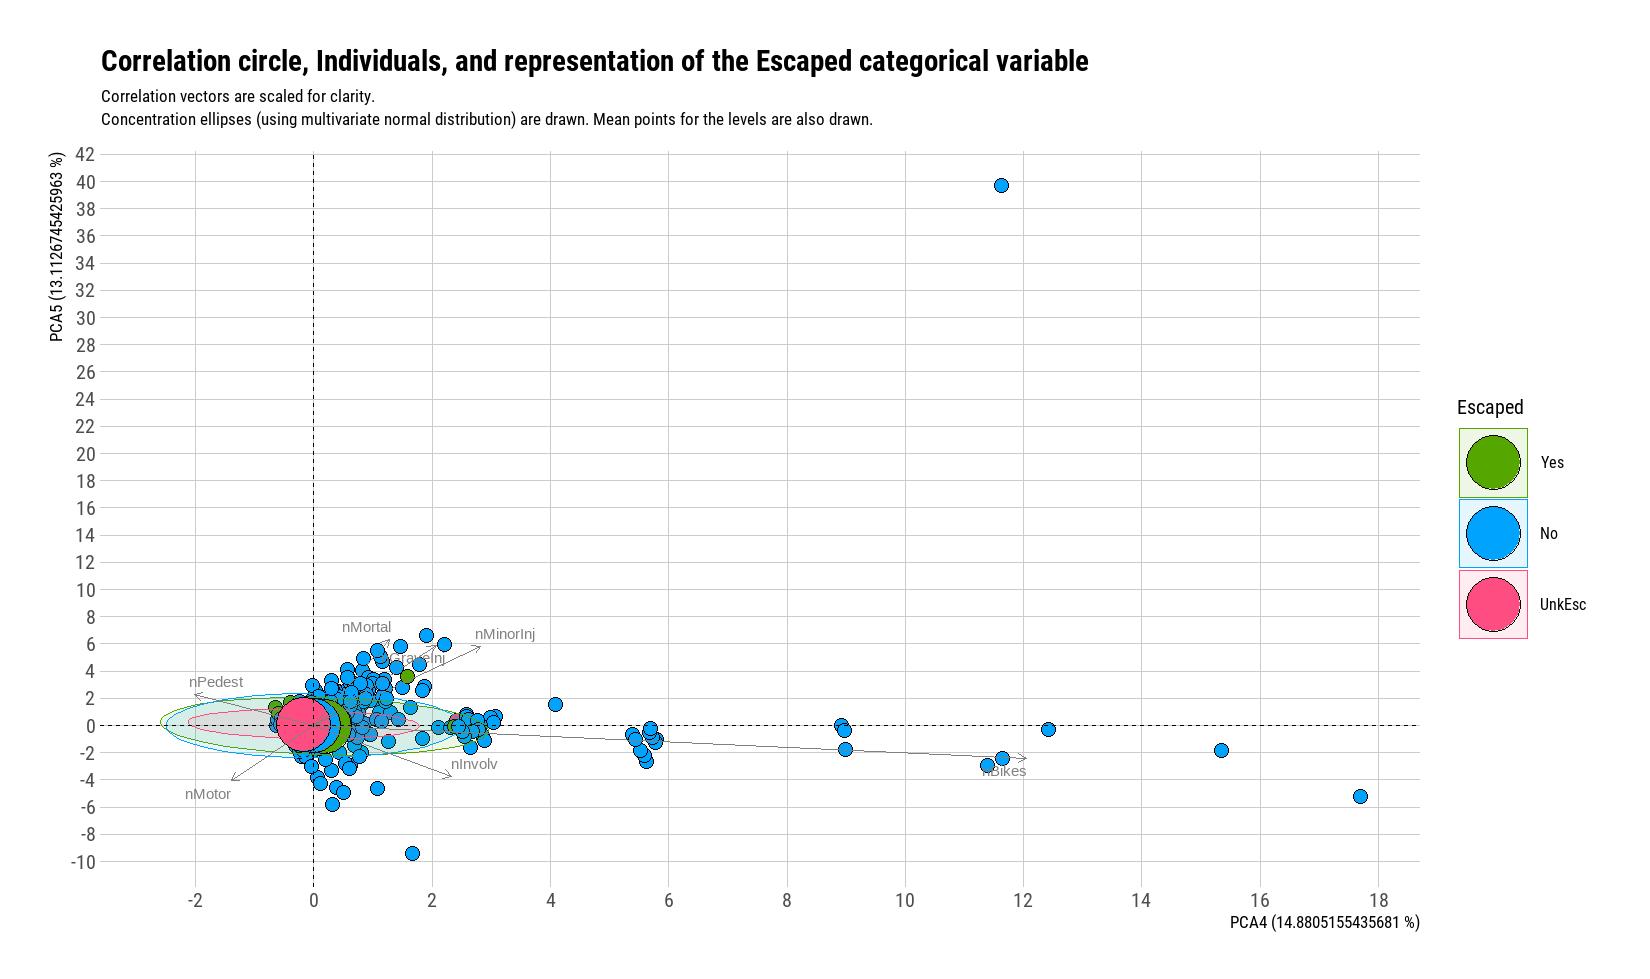 Correlation circle, Individuals, and representation of the Escaped categorical variable
Correlation vectors are scaled for clarity.
Concentration ellipses (using multivariate normal distribution) are drawn. Mean points for the levels are also drawn.
PCA5 (13.1126745425963 %)
42
40
38
36
34
32
30
28
26
24
22
20
18
16
14
12
10
8
6
4
2
0
-2
-4
-6
-8
-10
nMortal
nMinorInj
nPedest
nInvolv
nMotor
nBikes
-2
0
2
4
6
8
10
12
14
16
18
PCA4 (14.8805155435681 %)
Escaped
Yes
No
UnkEsc